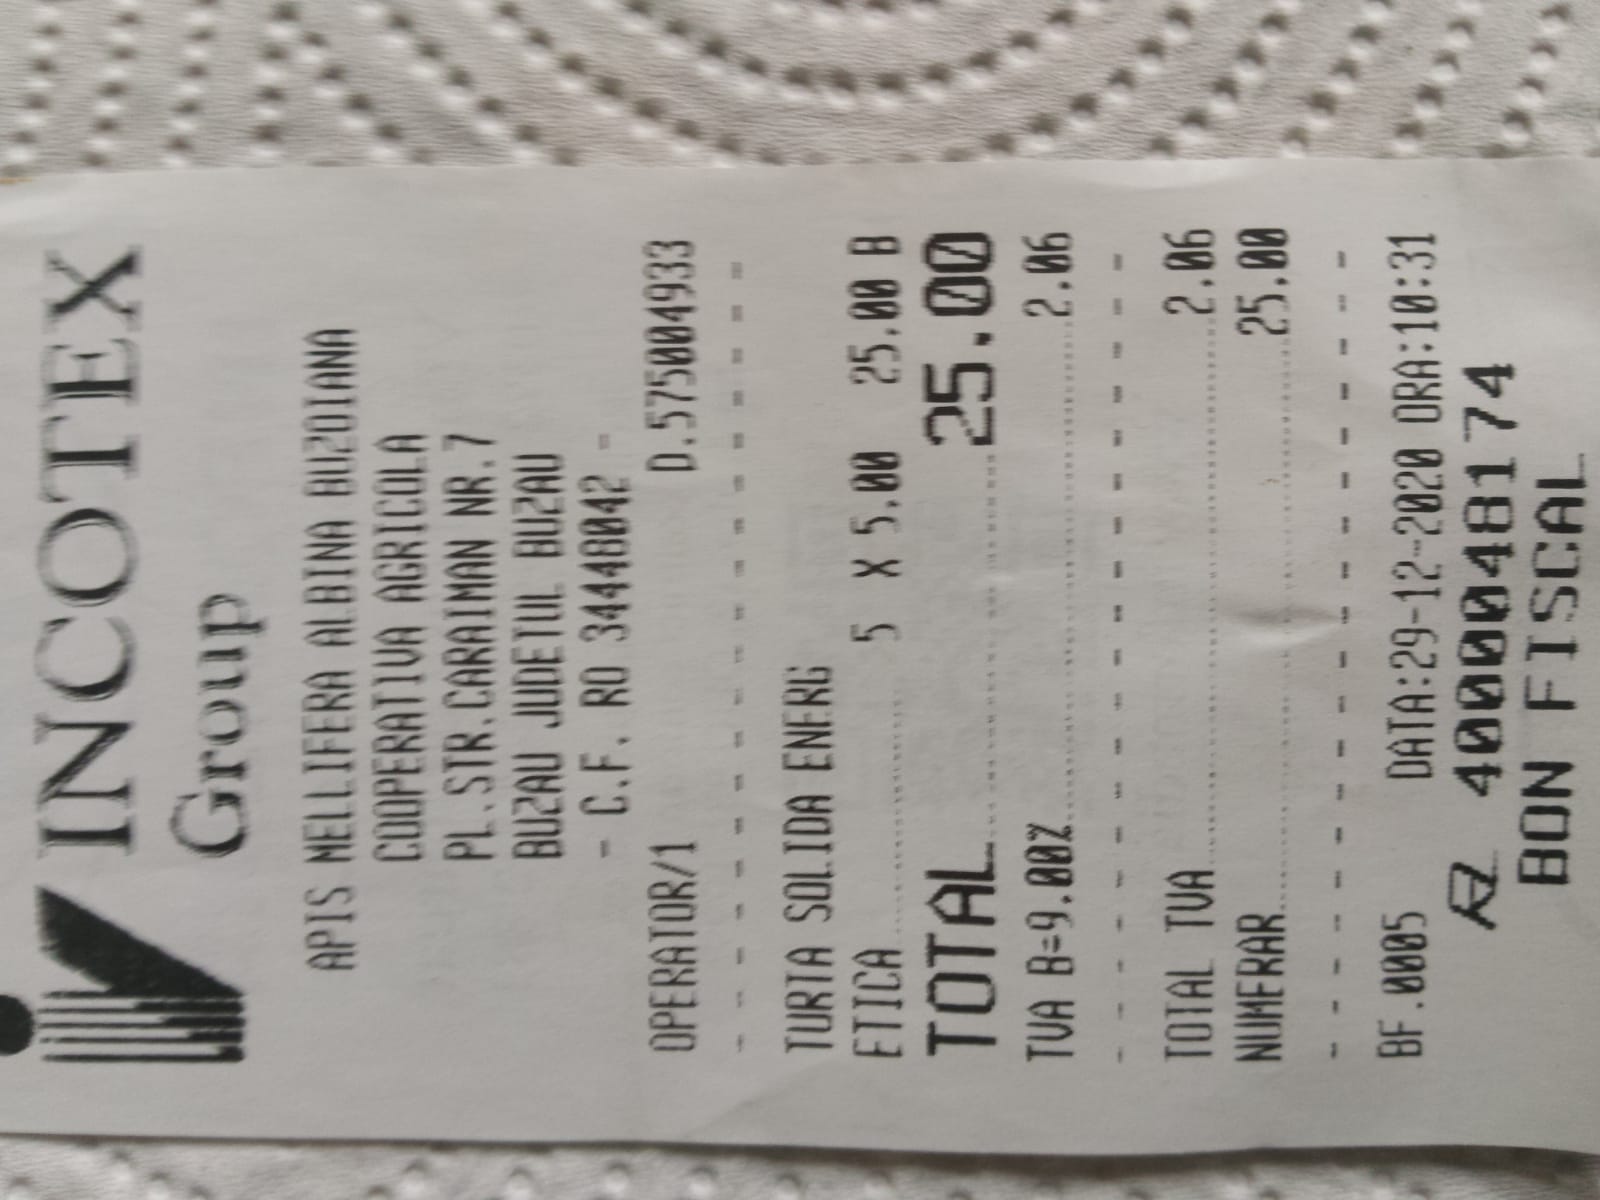 INCOTEX
Group
APIS MELLIFERA ALBINA BUZOIANA
COOPERATIVA AGRICOLA
PL.STR.CARAIMAN NR.7
BUZAU JUDETUL BUZAU
- C.F. RO 34448042 -
OPERATOR/1 D.575004933
- - - - - - - - - - - - -
TURTA SOLIDA ENERG
ETICA 5 X 5,00 25,00 B
TOTAL 25.00
TVA B=9.00% 2.06
- - - - - - - - - - - - -
TOTAL TVA 2.06
NUMERAR 25.00
- - - - - - - - - - - - -
BF.0005 DATA:29-12-2020 ORA:10:31
4000048174
BON FISCAL